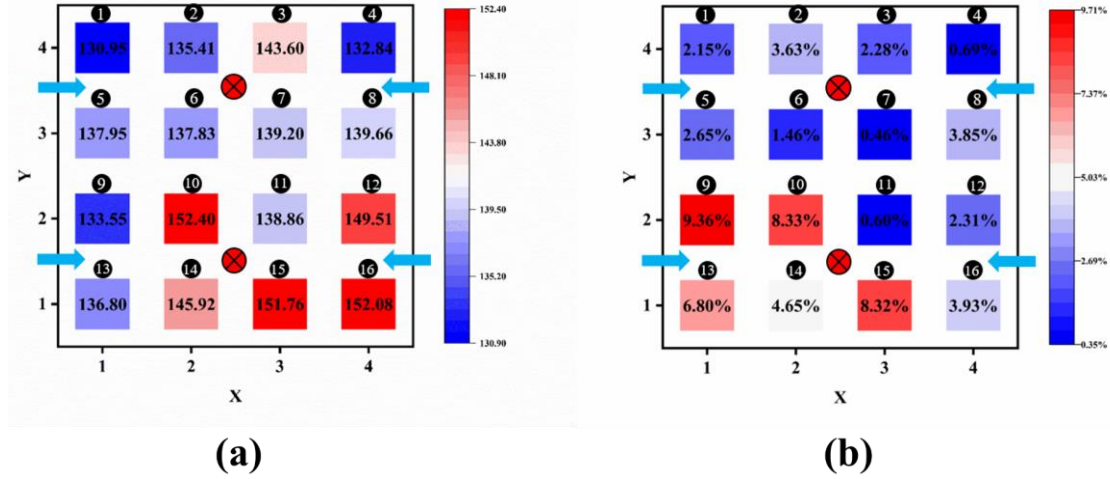 1 2 3 4
4 130.95 135.41 143.60 132.84
5 6 7 8
3 137.95 137.83 139.20 139.66
Y
9 10 11 12
2 133.55 152.40 138.86 149.51
13 14 15 16
1 136.80 145.92 151.76 152.08
1 2 3 4
X
152.40
148.10
143.80
139.50
135.20
130.90
(a)
1 2 3 4
4 2.15% 3.63% 2.28% 0.69%
5 6 7 8
3 2.65% 1.46% 0.46% 3.85%
Y
9 10 11 12
2 9.36% 8.33% 0.60% 2.31%
13 14 15 16
1 6.80% 4.65% 8.32% 3.93%
1 2 3 4
X
9.71%
7.37%
5.03%
2.69%
0.35%
(b)